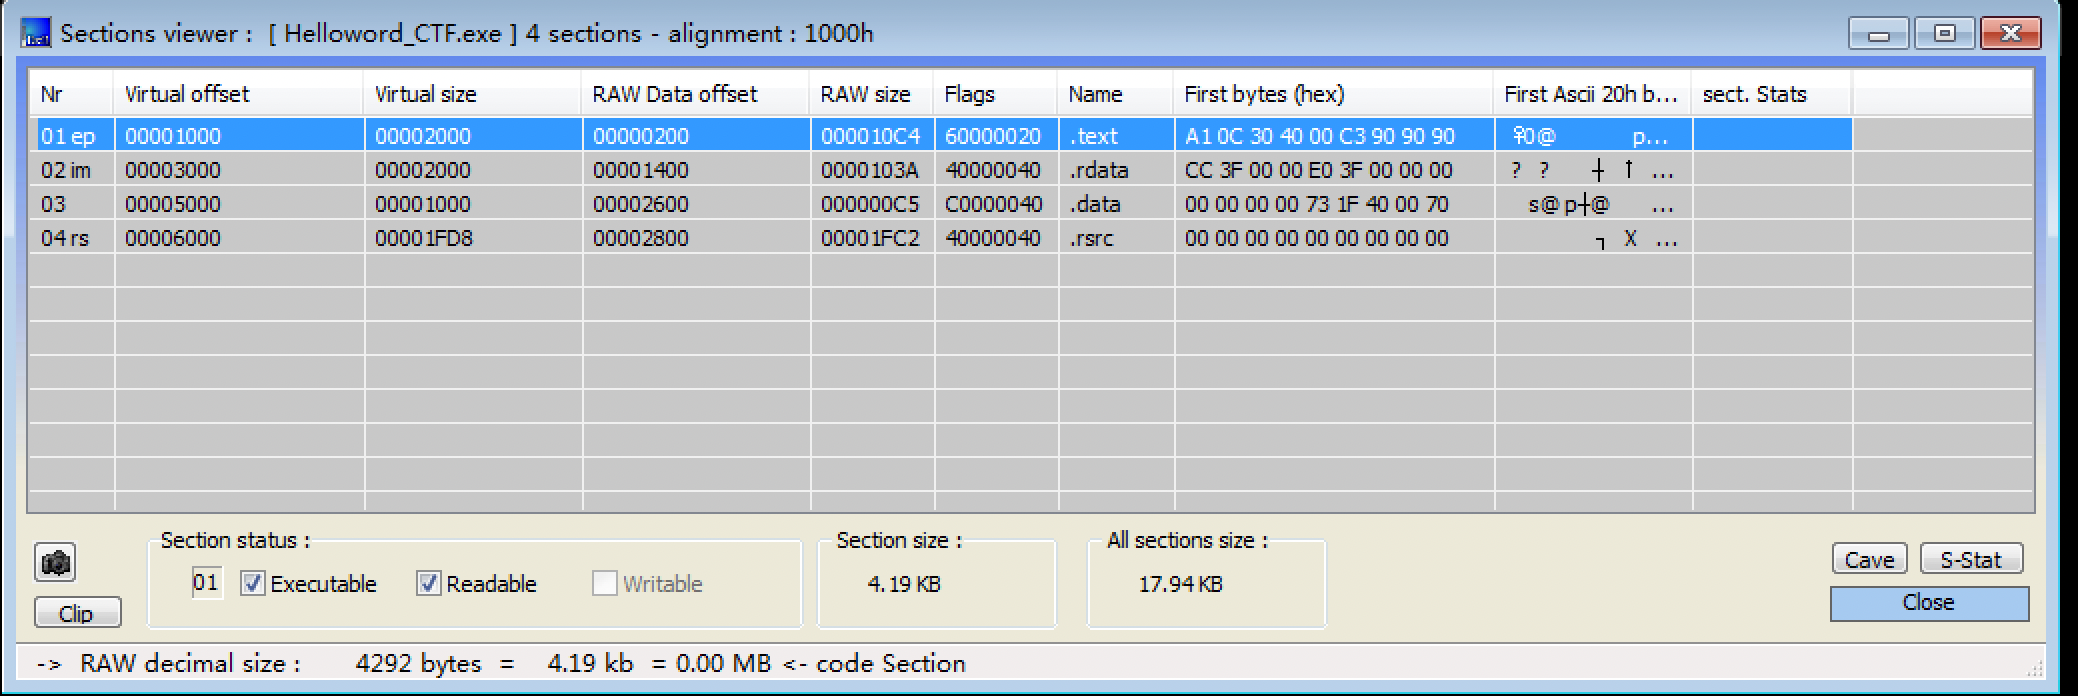 Sections viewer : [ Helloword_CTF.exe ] 4 sections - alignment : 1000h
Nr Virtual offset Virtual size RAW Data offset RAW size Flags Name First bytes (hex) First Ascii 20h b... sect. Stats
01 ep 00001000 00002000 00000200 000010C4 60000020 .text A1 0C 30 40 00 C3 90 90 90 0@ p...
02 im 00003000 00002000 00001400 0000103A 40000040 .rdata CC 3F 00 00 E0 3F 00 00 00 ? ? ┼ ↑ ...
03 00005000 00001000 00002600 000000C5 C0000040 .data 00 00 00 00 73 1F 40 00 70 s@p┼@ ...
04 rs 00006000 00001FD8 00002800 00001FC2 40000040 .rsrc 00 00 00 00 00 00 00 00 00 ┐ X ...
Section status :
Section size :
All sections size :
01 Executable Readable Writable
4.19 KB
17.94 KB
Cave S-Stat
Clip
Close
-> RAW decimal size : 4292 bytes = 4.19 kb = 0.00 MB <- code Section